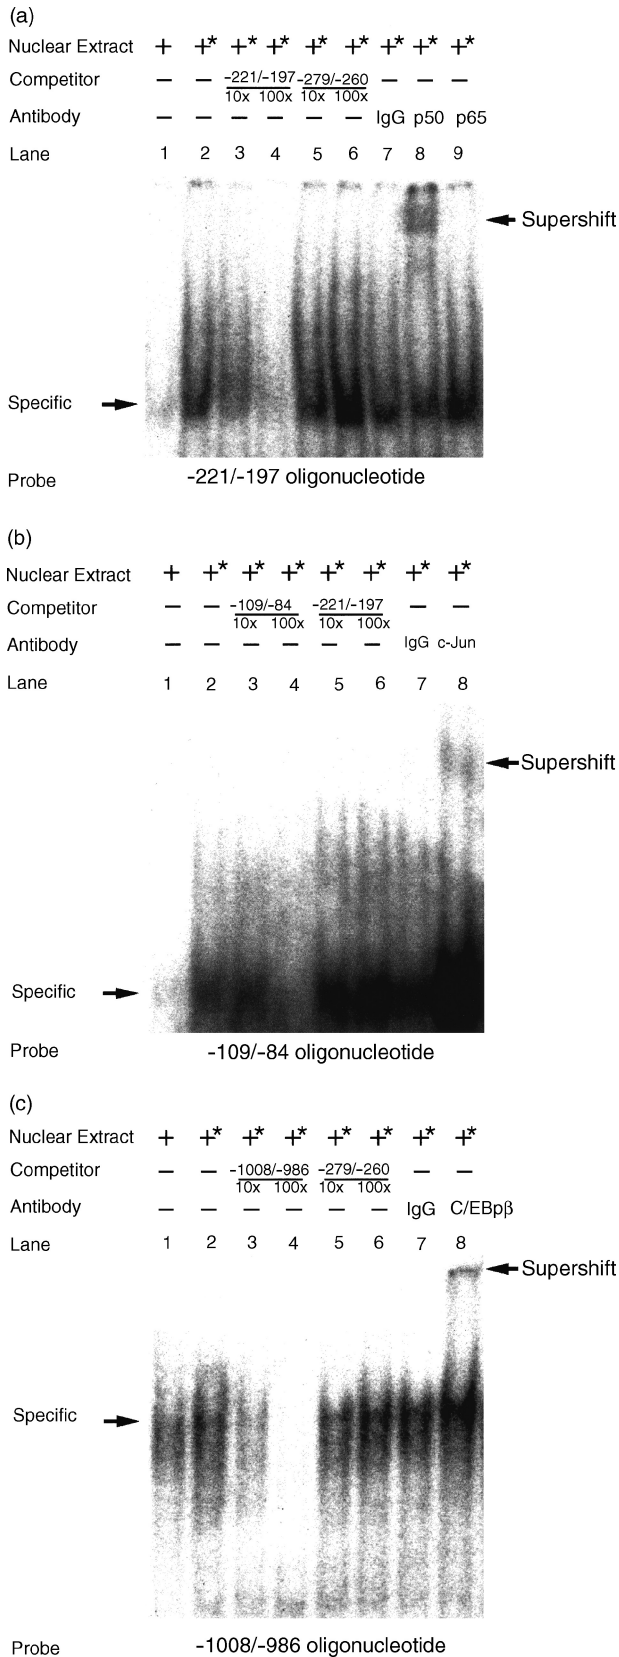 (a)
Nuclear Extract + +* +* +* +* +* +* +* +*
Competitor – – -221/-197 -279/-260 – – –
10x 100x 10x 100x
Antibody – – – – – – IgG p50 p65
Lane 1 2 3 4 5 6 7 8 9
Supershift
Specific
Probe -221/-197 oligonucleotide
(b)
Nuclear Extract + +* +* +* +* +* +* +*
Competitor – – -109/-84 -221/-197 – –
10x 100x 10x 100x
Antibody – – – – – – IgG c-Jun
Lane 1 2 3 4 5 6 7 8
Supershift
Specific
Probe -109/-84 oligonucleotide
(c)
Nuclear Extract + +* +* +* +* +* +* +*
Competitor – – -1008/-986 -279/-260 – –
10x 100x 10x 100x
Antibody – – – – – – IgG C/EBpβ
Lane 1 2 3 4 5 6 7 8
Supershift
Specific
Probe -1008/-986 oligonucleotide